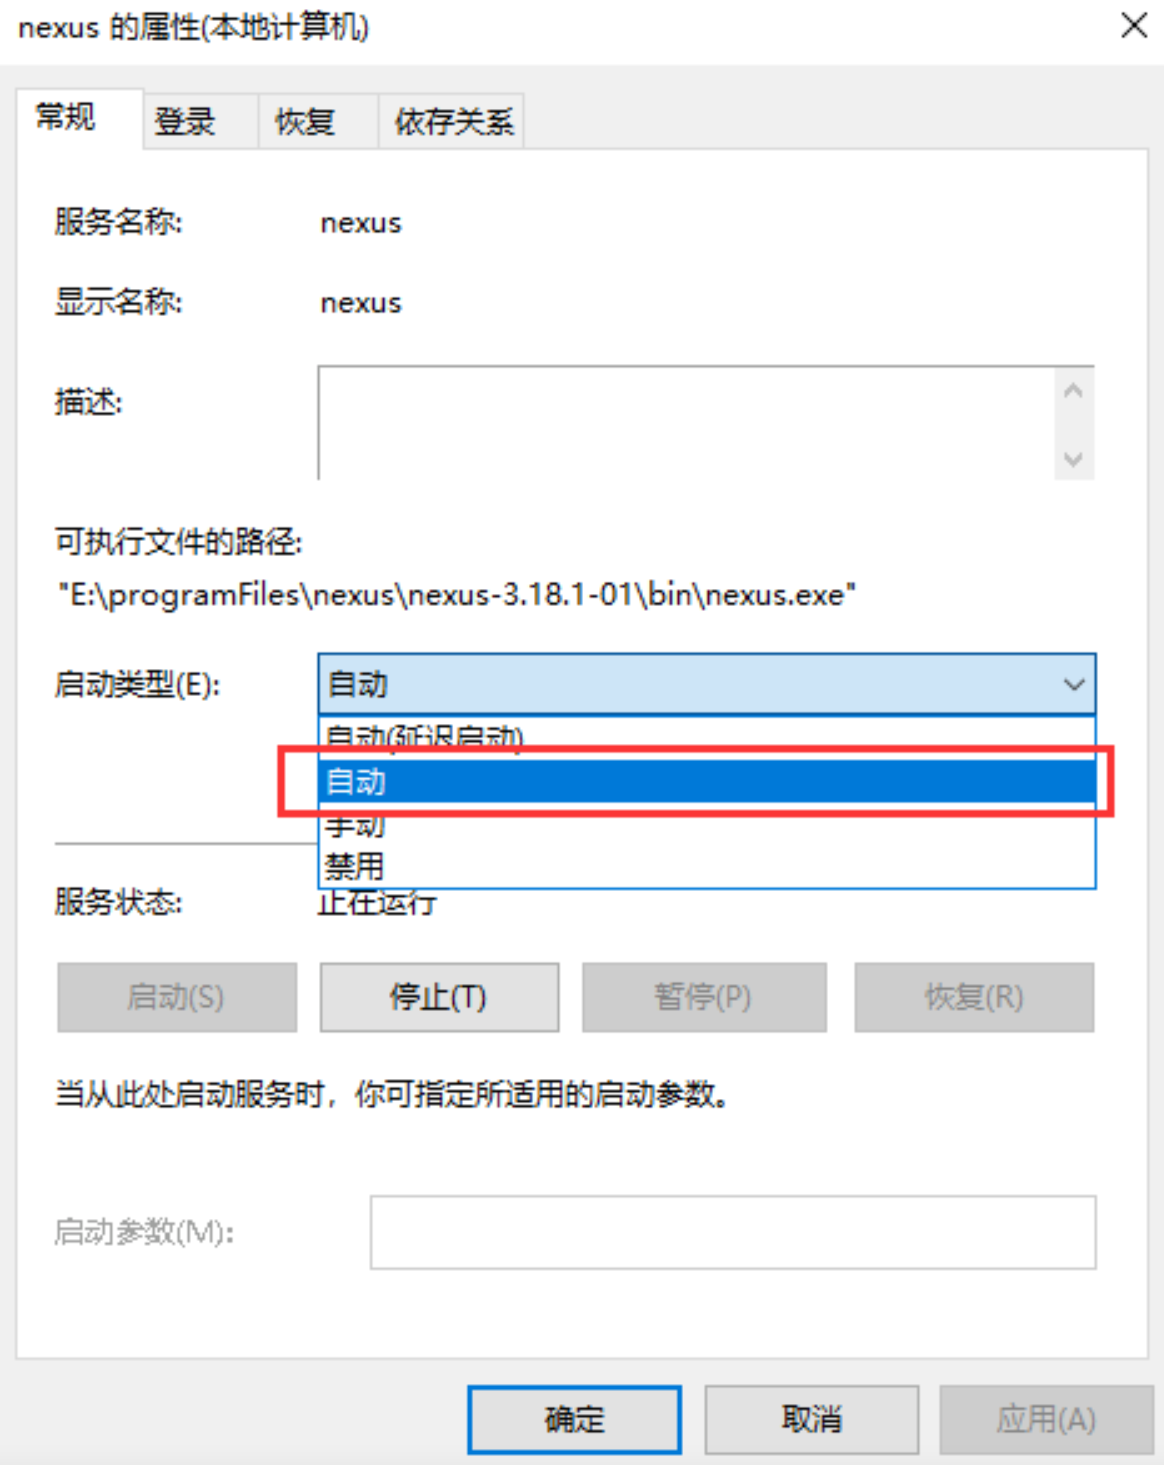 nexus 的属性(本地计算机)
常规 登录 恢复 依存关系
服务名称: nexus
显示名称: nexus
描述:
可执行文件的路径:
"E:\programFiles\nexus\nexus-3.18.1-01\bin\nexus.exe"
启动类型(E): 自动
自动(延迟启动)
自动
手动
禁用
服务状态: 正在运行
启动(S) 停止(T) 暂停(P) 恢复(R)
当从此处启动服务时，你可指定所适用的启动参数。
启动参数(M):
确定 取消 应用(A)